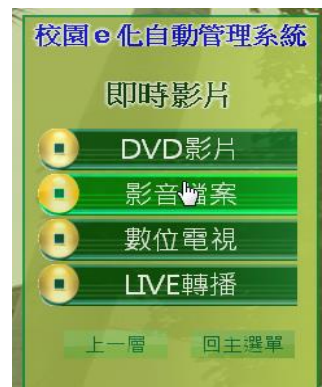 校園e化自動管理系統
即時影片
DVD影片
影音檔案
數位電視
LIVE轉播
上一層 回主選單